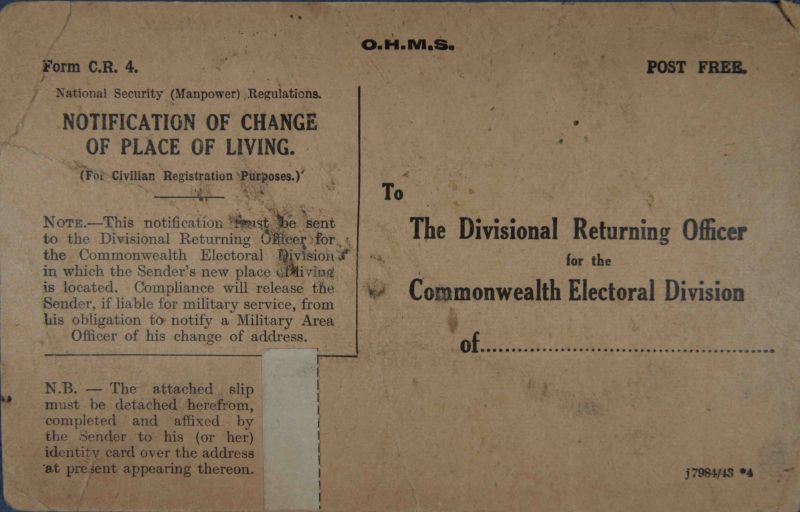 O.H.M.S.
Form C.R. 4.
POST FREE.
National Security (Manpower) Regulations.
NOTIFICATION OF CHANGE
OF PLACE OF LIVING.
(For Civilian Registration Purposes.)
NOTE.—This notification must be sent
to the Divisional Returning Officer for
the Commonwealth Electoral Division
in which the Sender's new place of living
is located. Compliance will release the
Sender, if liable for military service, from
his obligation to notify a Military Area
Officer of his change of address.
N.B. — The attached slip
must be detached herefrom,
completed and affixed by
the Sender to his (or her)
identity card over the address
at present appearing thereon.
To
The Divisional Returning Officer
for the
Commonwealth Electoral Division
of..................................................
j7984/43 *4